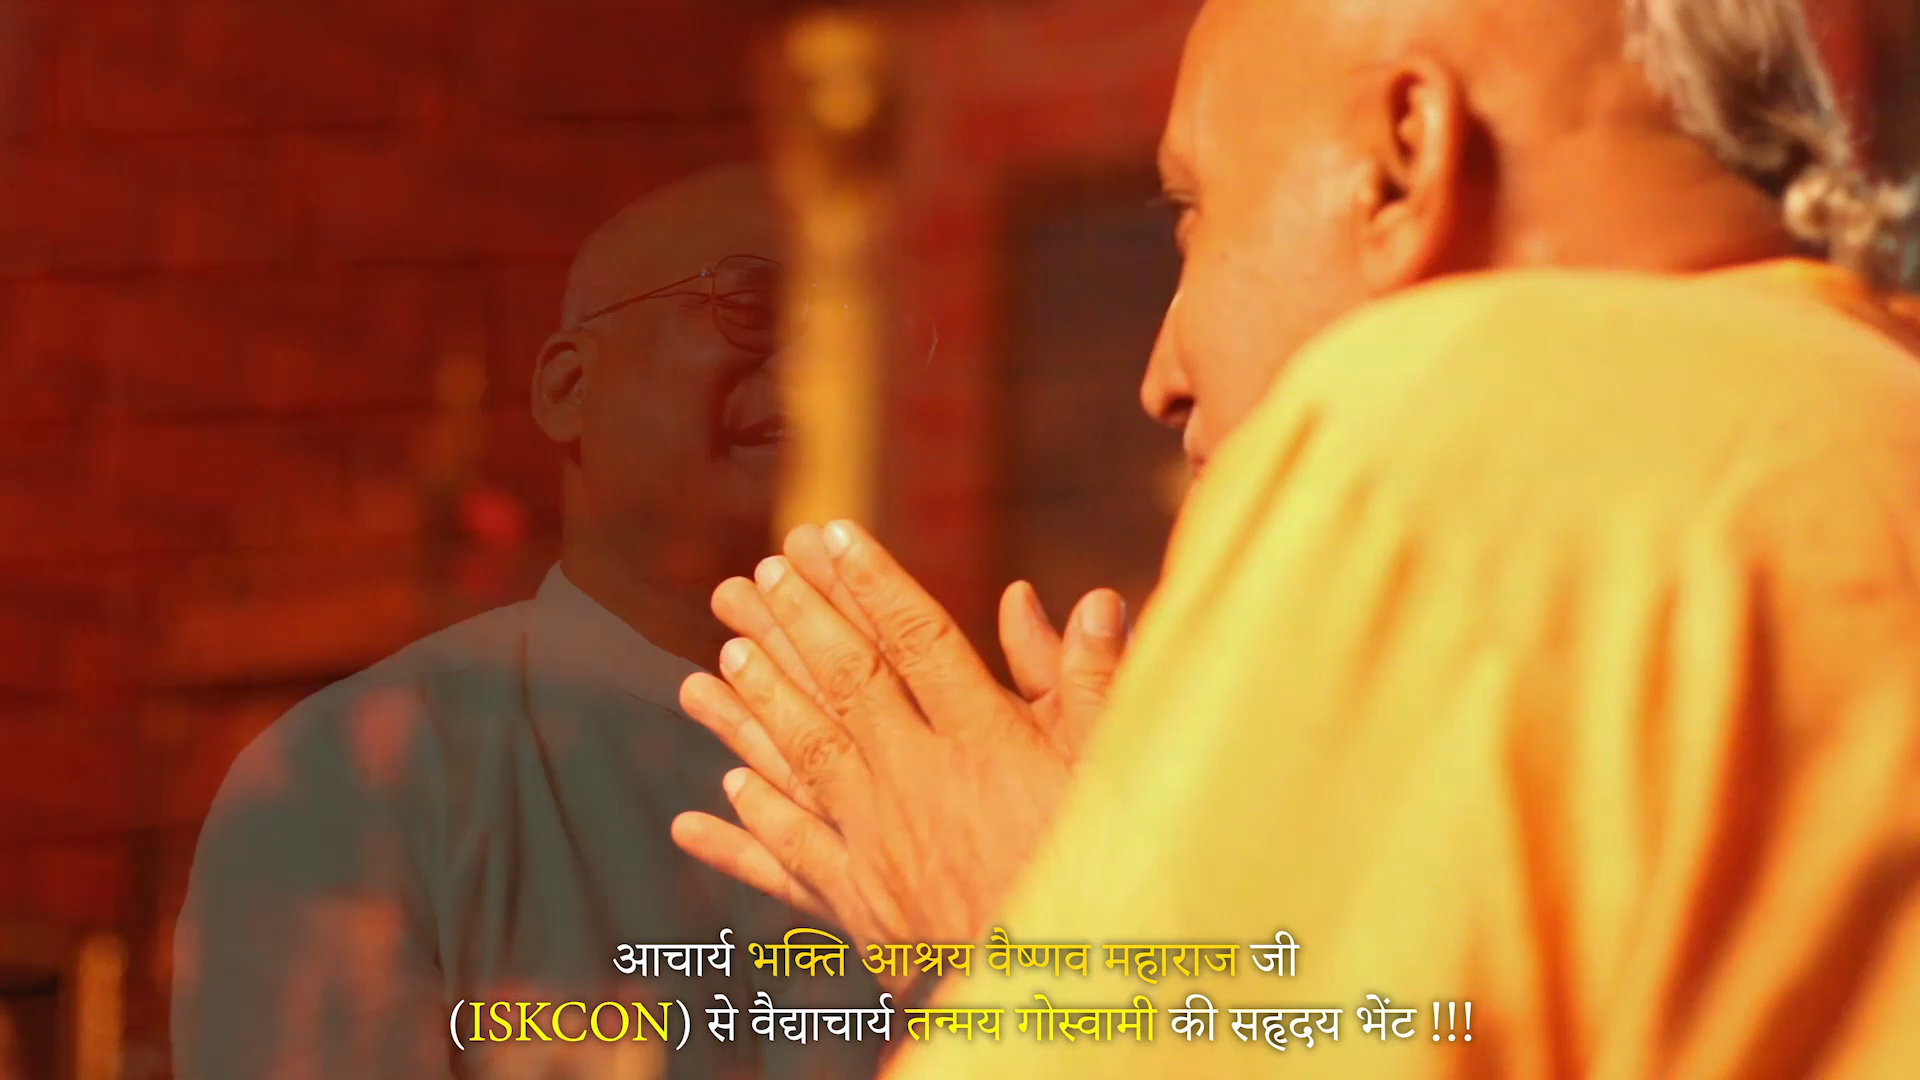 आचार्य भक्ति आश्रय वैष्णव महाराज जी
(ISKCON) से वैद्याचार्य तन्मय गोस्वामी की सहृदय भेंट !!!